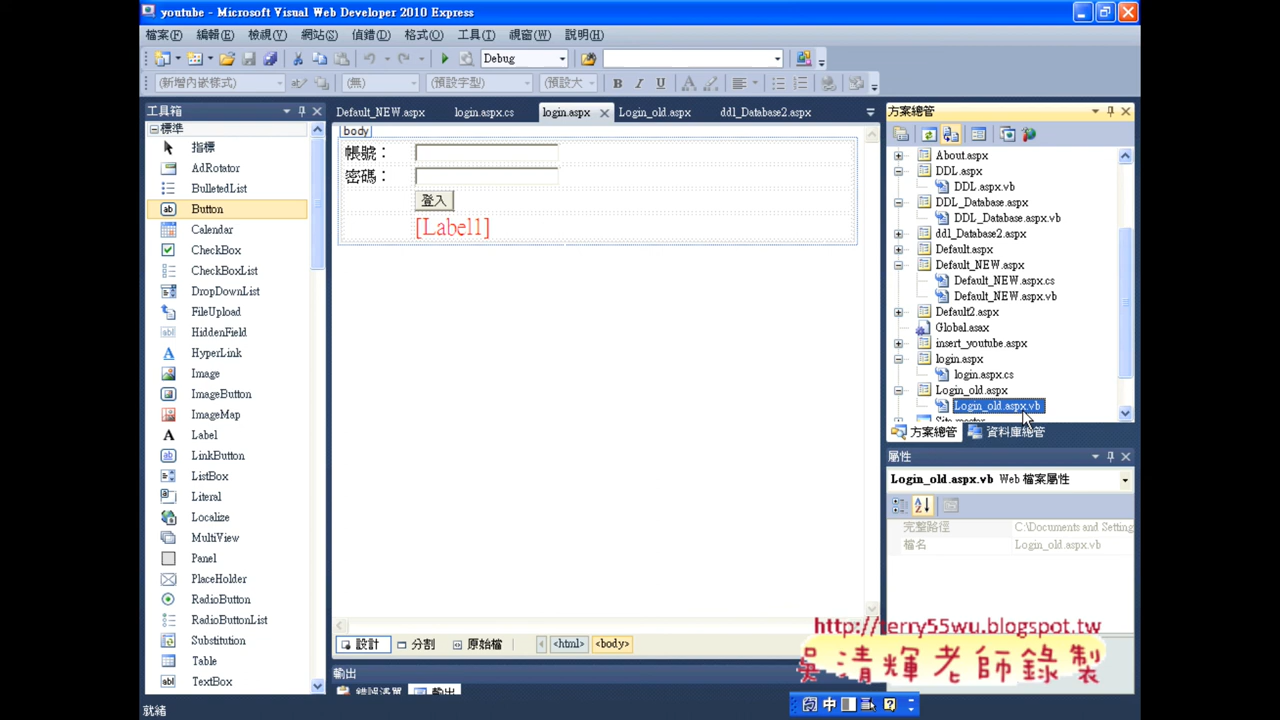 youtube - Microsoft Visual Web Developer 2010 Express
檔案(F) 編輯(E) 檢視(V) 網站(S) 偵錯(D) 格式(O) 工具(T) 視窗(W) 說明(H)
Debug
(新增內嵌樣式) (無) (預設字型) (預設大 B I U
工具箱
標準
指標
AdRotator
BulletedList
Button
Calendar
CheckBox
CheckBoxList
DropDownList
FileUpload
HiddenField
HyperLink
Image
ImageButton
ImageMap
Label
LinkButton
ListBox
Literal
Localize
MultiView
Panel
PlaceHolder
RadioButton
RadioButtonList
Substitution
Table
TextBox
Default_NEW.aspx login.aspx.cs login.aspx Login_old.aspx ddl_Database2.aspx
body
帳號：
密碼：
登入
[Label1]
設計 分割 原始檔 <html> <body>
輸出
錯誤清單 輸出
方案總管
About.aspx
DDL.aspx
DDL.aspx.vb
DDL_Database.aspx
DDL_Database.aspx.vb
ddl_Database2.aspx
Default.aspx
Default_NEW.aspx
Default_NEW.aspx.cs
Default_NEW.aspx.vb
Default2.aspx
Global.asax
insert_youtube.aspx
login.aspx
login.aspx.cs
Login_old.aspx
Login_old.aspx.vb
Site.master
方案總管 資料庫總管
屬性
Login_old.aspx.vb Web 檔案屬性
完整路徑 C:\Documents and Setting
檔名 Login_old.aspx.vb
http://terry55wu.blogspot.tw
吳清輝老師錄製
中
就緒